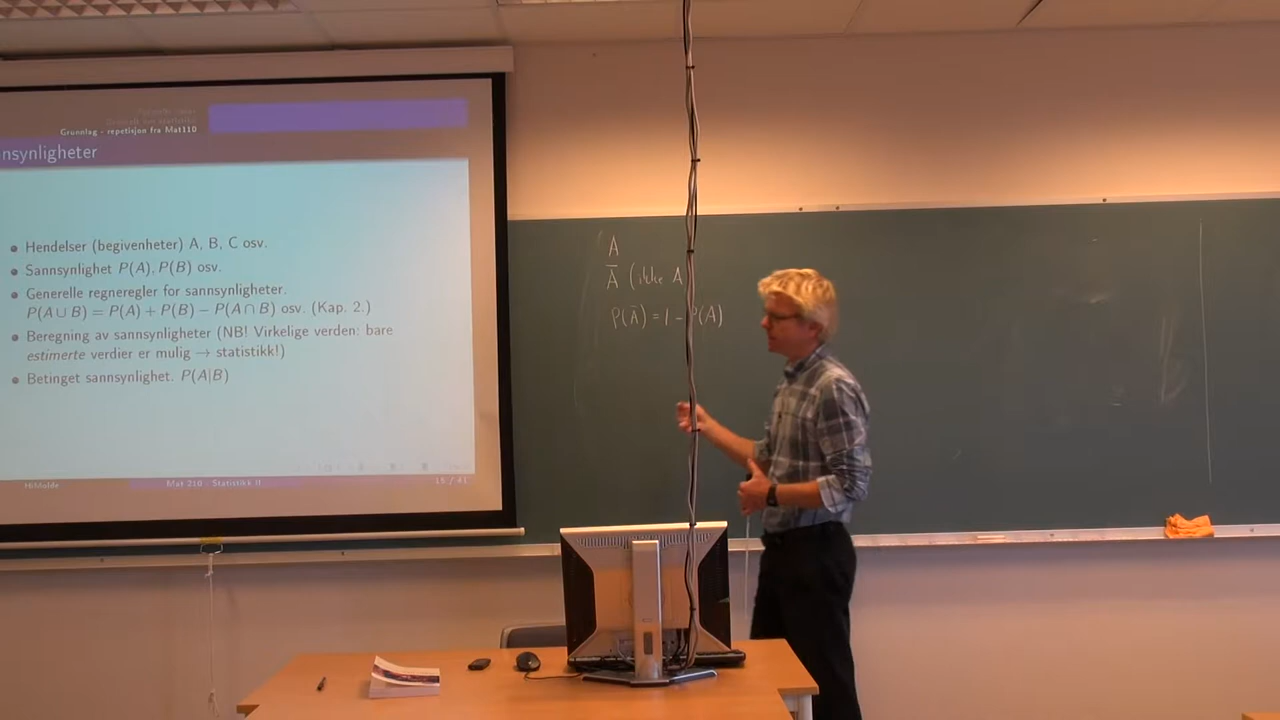 Grunnlag - repetisjon fra Mat110
nsynligheter
Hendelser (begivenheter) A, B, C osv.
Sannsynlighet P(A), P(B) osv.
Generelle regneregler for sannsynligheter.
P(A ∪ B) = P(A) + P(B) − P(A ∩ B) osv. (Kap. 2.)
Beregning av sannsynligheter (NB! Virkelige verden: bare
estimerte verdier er mulig → statistikk!)
Betinget sannsynlighet. P(A|B)
HiMolde
Mat 210 - Statistikk II
15 / 41
A
A̅ (ikke A
P(A̅) = 1 - P(A)